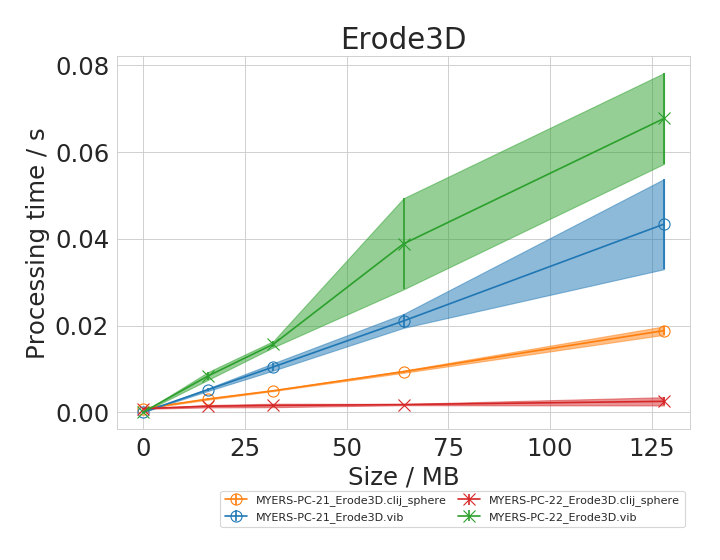 Erode3D
Processing time / s
0.08
0.06
0.04
0.02
0.00
0 25 50 75 100 125
Size / MB
MYERS-PC-21_Erode3D.clij_sphere MYERS-PC-22_Erode3D.clij_sphere
MYERS-PC-21_Erode3D.vib MYERS-PC-22_Erode3D.vib